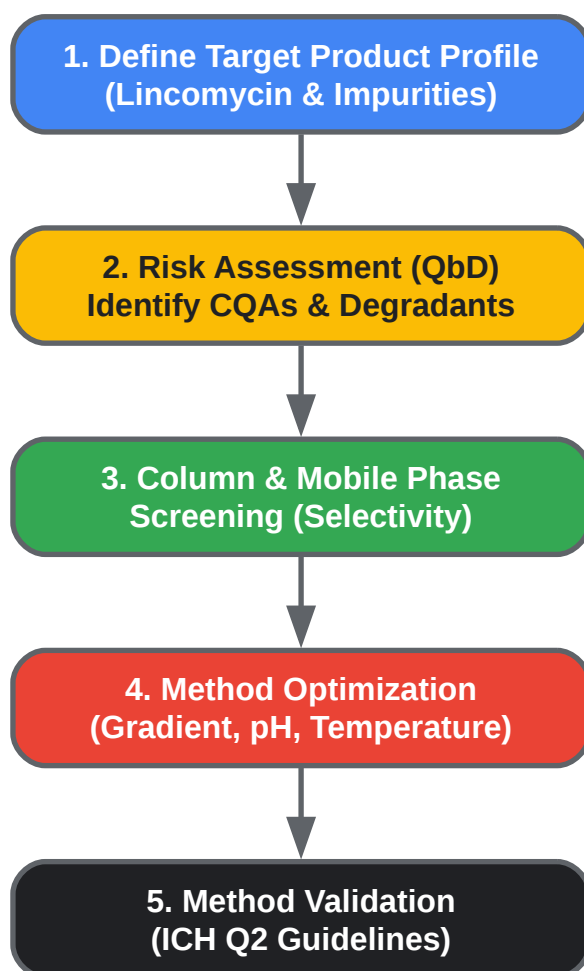 1. Define Target Product Profile
(Lincomycin & Impurities)
2. Risk Assessment (QbD)
Identify CQAs & Degradants
3. Column & Mobile Phase
Screening (Selectivity)
4. Method Optimization
(Gradient, pH, Temperature)
5. Method Validation
(ICH Q2 Guidelines)